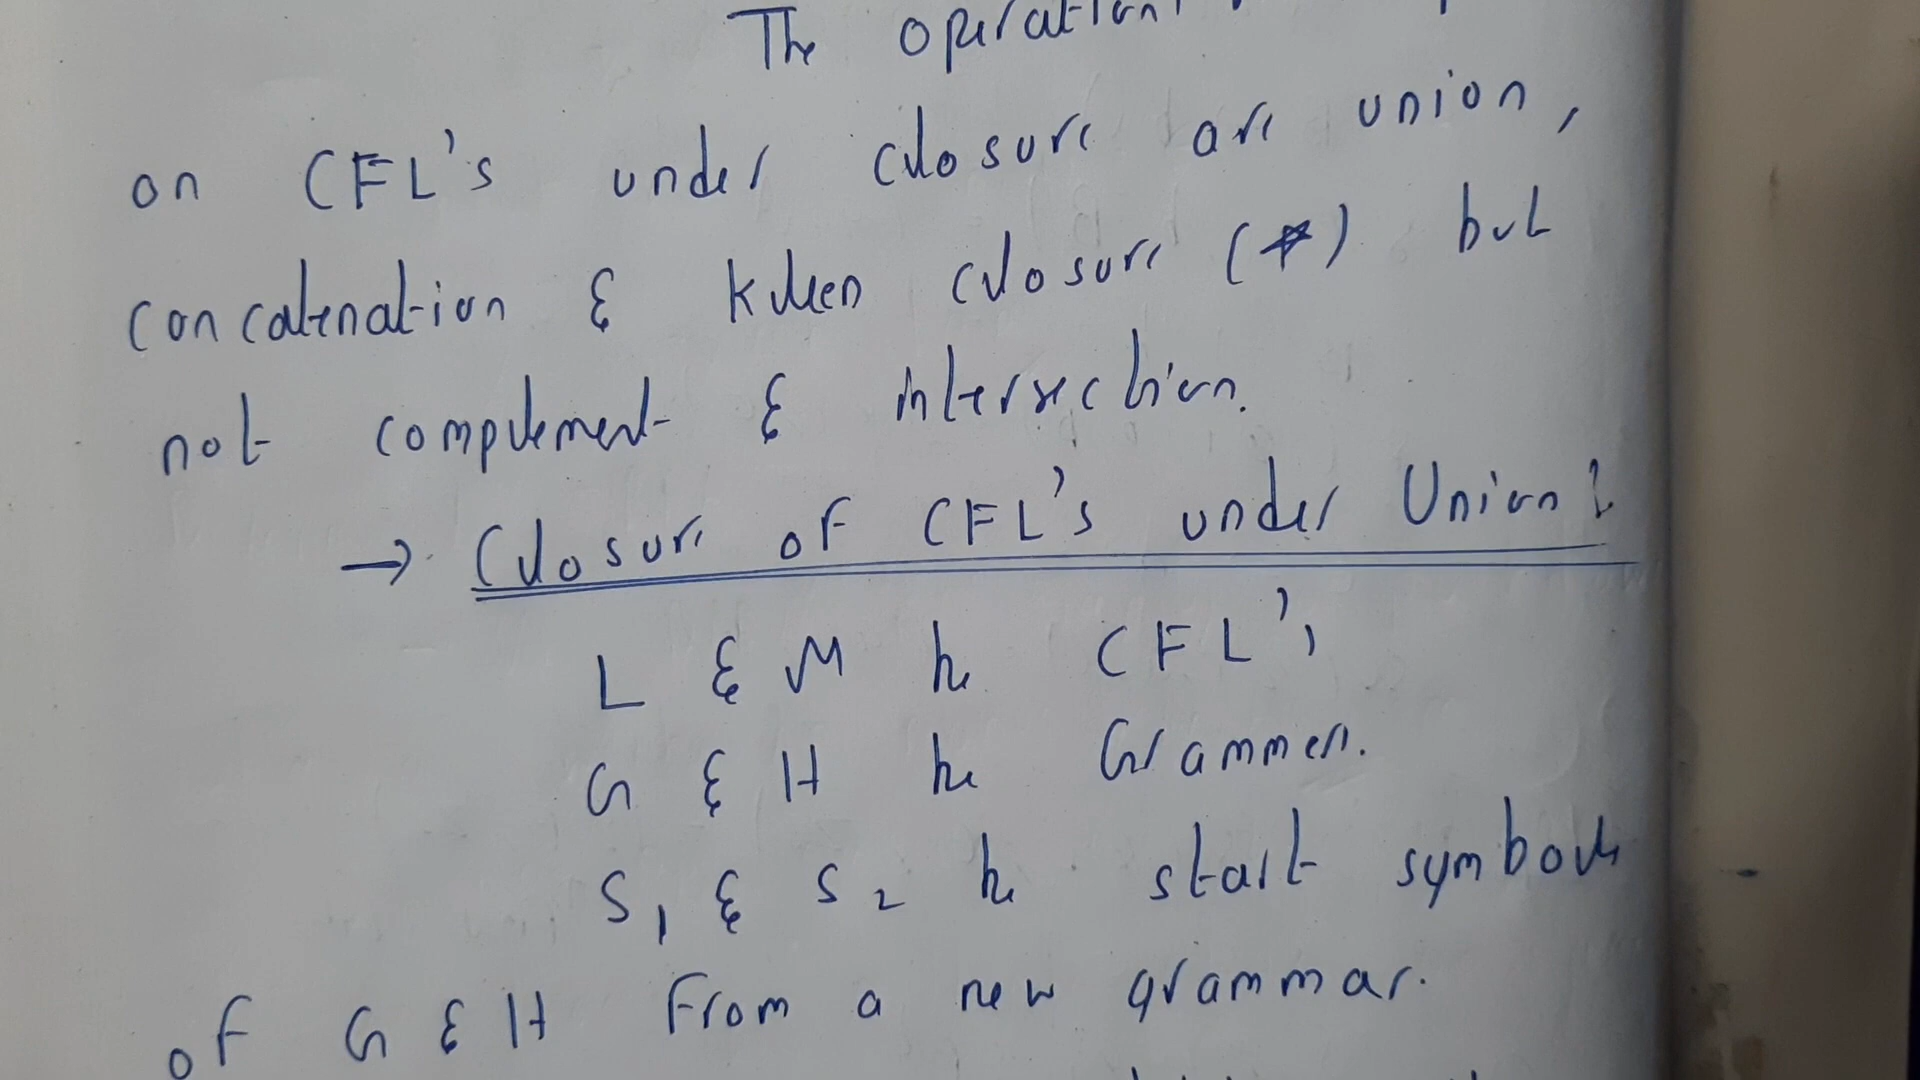 The operation
on CFL's under closure are union,
concatenation & kleen closure (*) but
not complement & intersection.
→ Closure of CFL's under Union :
L & M be CFL's
G & H be Grammer.
S1 & S2 be start symbols
of G & H From a new grammar.